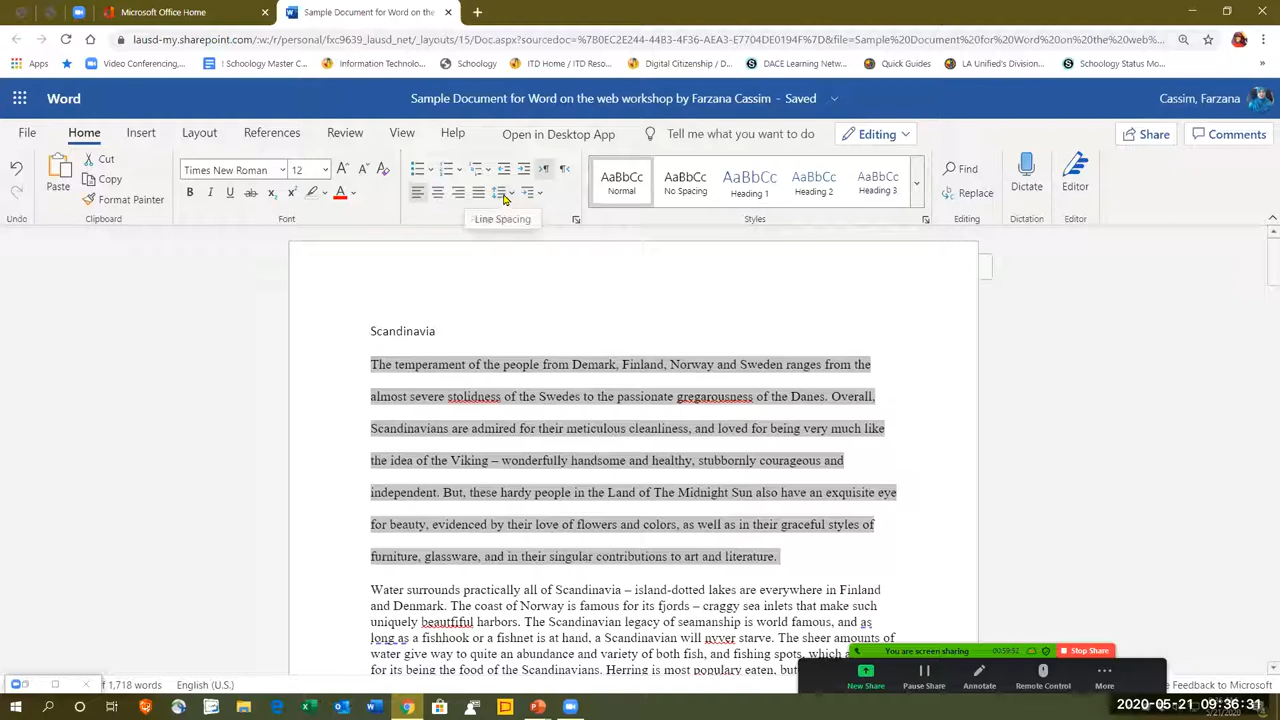 Microsoft Office Home
Sample Document for Word on the
lausd-my.sharepoint.com/:w:/r/personal/fxc9639_lausd_net/_layouts/15/Doc.aspx?sourcedoc=%7B0EC2E244-44B3-4F36-AEA3-E7704DE0194F%7D&file=Sample%20Document%20for%20Word%20on%20the%20web%...
Apps
Video Conferencing,...
! Schoology Master C...
Information Technolo...
Schoology
ITD Home / ITD Reso...
Digital Citizenship / D...
DACE Learning Netw...
Quick Guides
LA Unified's Division...
Schoology Status Mo...
Word
Sample Document for Word on the web workshop by Farzana Cassim - Saved
Cassim, Farzana
File Home Insert Layout References Review View Help Open in Desktop App Tell me what you want to do Editing Share Comments
Paste
Cut
Copy
Format Painter
Times New Roman 12
AaBbCc Normal
AaBbCc No Spacing
AaBbCc Heading 1
AaBbCc Heading 2
AaBbCc Heading 3
Find
Replace
Dictate
Editor
Undo Clipboard Font Styles Editing Dictation Editor
Line Spacing
Scandinavia
The temperament of the people from Demark, Finland, Norway and Sweden ranges from the
almost severe stolidness of the Swedes to the passionate gregarousness of the Danes. Overall,
Scandinavians are admired for their meticulous cleanliness, and loved for being very much like
the idea of the Viking – wonderfully handsome and healthy, stubbornly courageous and
independent. But, these hardy people in the Land of The Midnight Sun also have an exquisite eye
for beauty, evidenced by their love of flowers and colors, as well as in their graceful styles of
furniture, glassware, and in their singular contributions to art and literature.
Water surrounds practically all of Scandinavia – island-dotted lakes are everywhere in Finland
and Denmark. The coast of Norway is famous for its fjords – craggy sea inlets that make such
uniquely beautfiful harbors. The Scandinavian legacy of seamanship is world famous, and as
long as a fishhook or a fishnet is at hand, a Scandinavian will nvver starve. The sheer amounts of
water give way to quite an abundance and variety of both fish, and fishing spots, which a
for being the food of the Scandinavians. Herring is most popularly eaten, but
You are screen sharing 00:59:52 Stop Share
New Share Pause Share Annotate Remote Control More
of 1,718 words English (U.S.)
e Feedback to Microsoft
2020-05-21 09:36:31